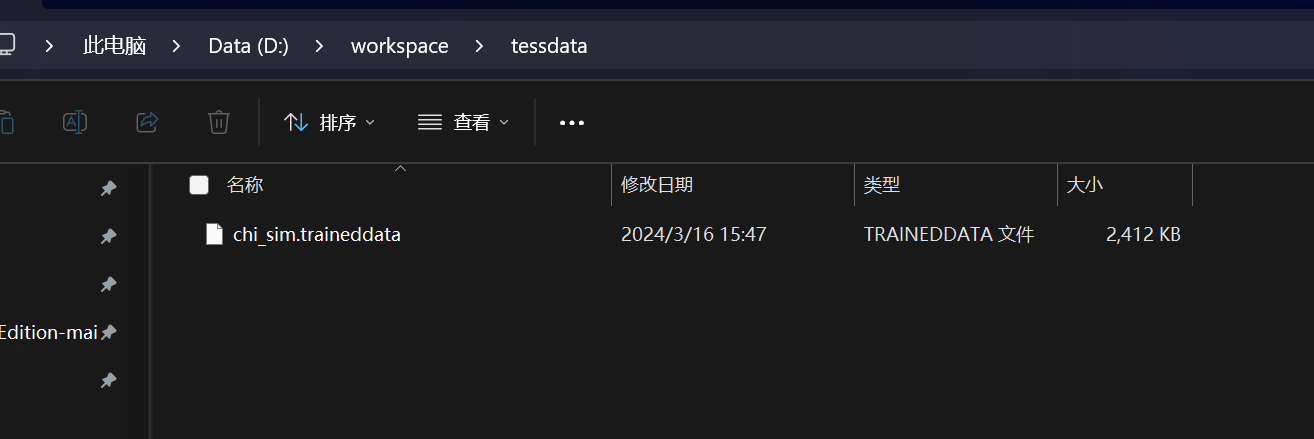 此电脑 > Data (D:) > workspace > tessdata
排序 查看
名称 修改日期 类型 大小
chi_sim.traineddata 2024/3/16 15:47 TRAINEDDATA 文件 2,412 KB
Edition-mai